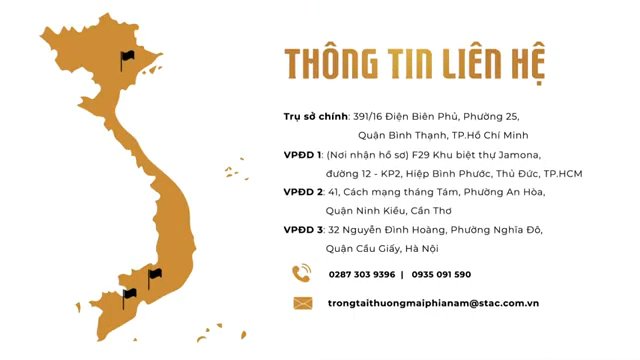 THÔNG TIN LIÊN HỆ
Trụ sở chính: 391/16 Điện Biên Phủ, Phường 25,
Quận Bình Thạnh, TP.Hồ Chí Minh
VPĐD 1: (Nơi nhận hồ sơ) F29 Khu biệt thự Jamona,
đường 12 - KP2, Hiệp Bình Phước, Thủ Đức, TP.HCM
VPĐD 2: 41, Cách mạng tháng Tám, Phường An Hòa,
Quận Ninh Kiều, Cần Thơ
VPĐD 3: 32 Nguyễn Đình Hoàng, Phường Nghĩa Đô,
Quận Cầu Giấy, Hà Nội
0287 303 9396 | 0935 091 590
trongtaithuongmaiphianam@stac.com.vn